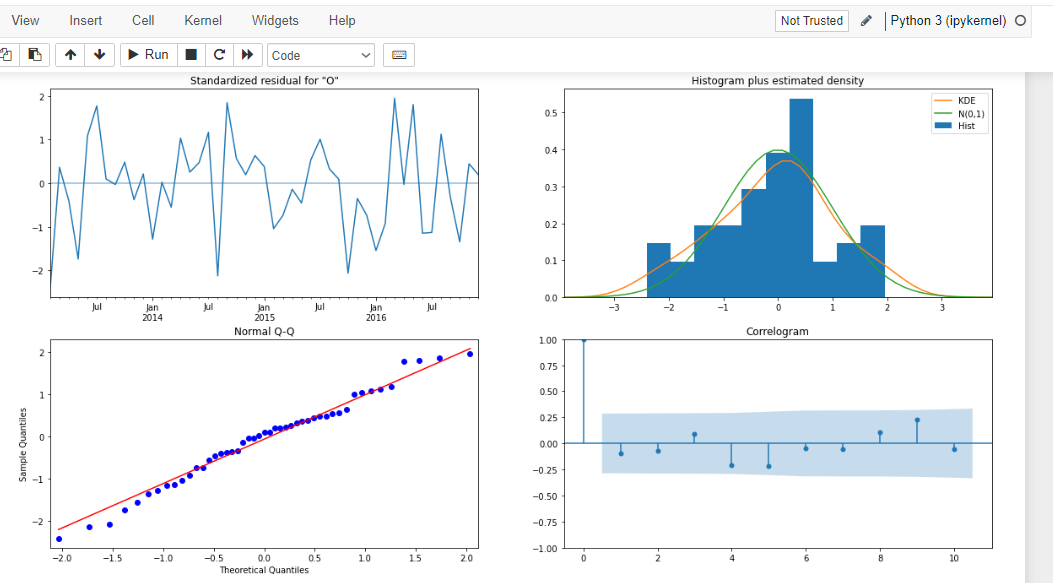 View Insert Cell Kernel Widgets Help Not Trusted Python 3 (ipykernel)
Run Code
Standardized residual for "O"
2
1
0
−1
−2
Jul Jan Jul Jan Jul Jan Jul
2014 2015 2016
Histogram plus estimated density
KDE
N(0,1)
Hist
0.5
0.4
0.3
0.2
0.1
0.0
−3 −2 −1 0 1 2 3
Normal Q-Q
Sample Quantiles
2
1
0
−1
−2
−2.0 −1.5 −1.0 −0.5 0.0 0.5 1.0 1.5 2.0
Theoretical Quantiles
Correlogram
1.00
0.75
0.50
0.25
0.00
−0.25
−0.50
−0.75
−1.00
0 2 4 6 8 10